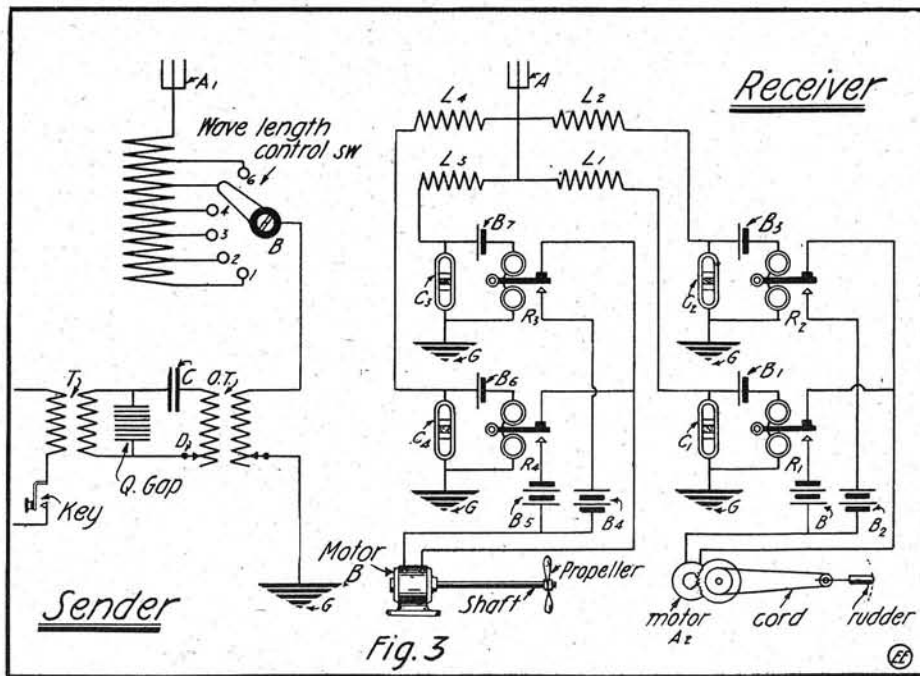 A1
Wave length
control sw
6
4
3
2
1
B
T1
C
O.T.
D
Q. Gap
Key
G
Sender
A
Receiver
L4
L2
L3
L1
B7
C3
R3
G
B3
C2
R2
G
B6
C4
R4
G
B1
C1
R1
G
B5
B4
B
B2
Motor
B
Propeller
Shaft
motor
A2
cord
rudder
Fig. 3
EE